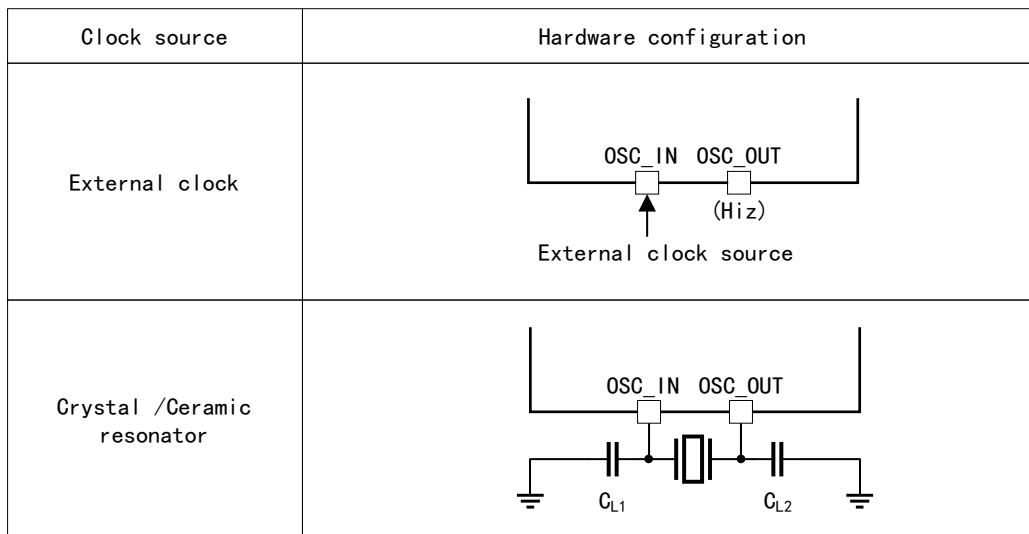 Clock source
Hardware configuration
External clock
OSC_IN OSC_OUT
(Hiz)
External clock source
Crystal /Ceramic
resonator
OSC_IN OSC_OUT
CL1
CL2